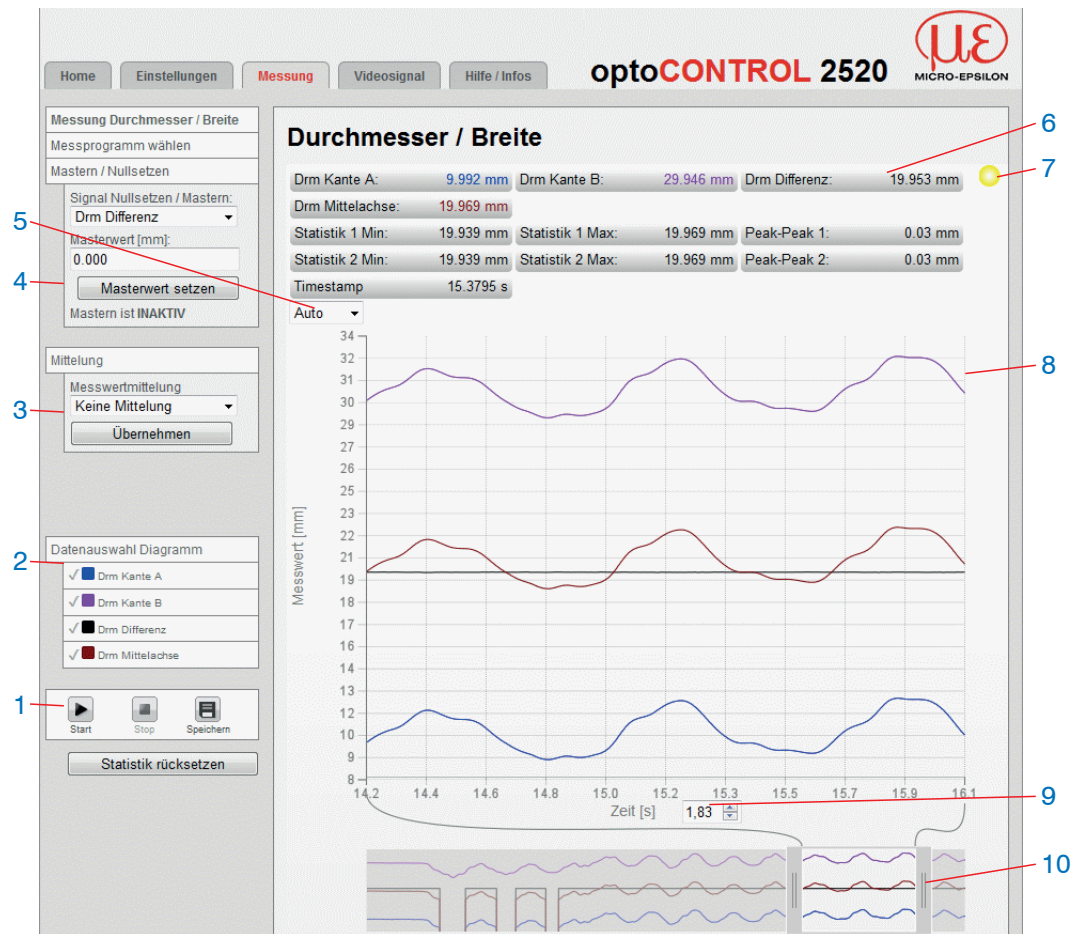 με
MICRO-EPSILON
optoCONTROL 2520
Home
Einstellungen
Messung
Videosignal
Hilfe / Infos
Messung Durchmesser / Breite
Messprogramm wählen
Mastern / Nullsetzen
Signal Nullsetzen / Mastern:
Drm Differenz
Masterwert [mm]:
0.000
Masterwert setzen
Mastern ist INAKTIV
Mittelung
Messwertmittelung
Keine Mittelung
Übernehmen
Datenauswahl Diagramm
Drm Kante A
Drm Kante B
Drm Differenz
Drm Mittelachse
Start
Stop
Speichern
Statistik rücksetzen
5
4
3
2
1
Durchmesser / Breite
Drm Kante A: 9.992 mm Drm Kante B: 29.946 mm Drm Differenz: 19.953 mm
Drm Mittelachse: 19.969 mm
Statistik 1 Min: 19.939 mm Statistik 1 Max: 19.969 mm Peak-Peak 1: 0.03 mm
Statistik 2 Min: 19.939 mm Statistik 2 Max: 19.969 mm Peak-Peak 2: 0.03 mm
Timestamp 15.3795 s
Auto
Messwert [mm]
34
32
31
30
29
27
26
25
23
22
21
19
18
17
16
14
13
12
10
9
8
14.2 14.4 14.6 14.8 15.0 15.2 15.3 15.5 15.7 15.9 16.1
Zeit [s] 1,83
6
7
8
9
10